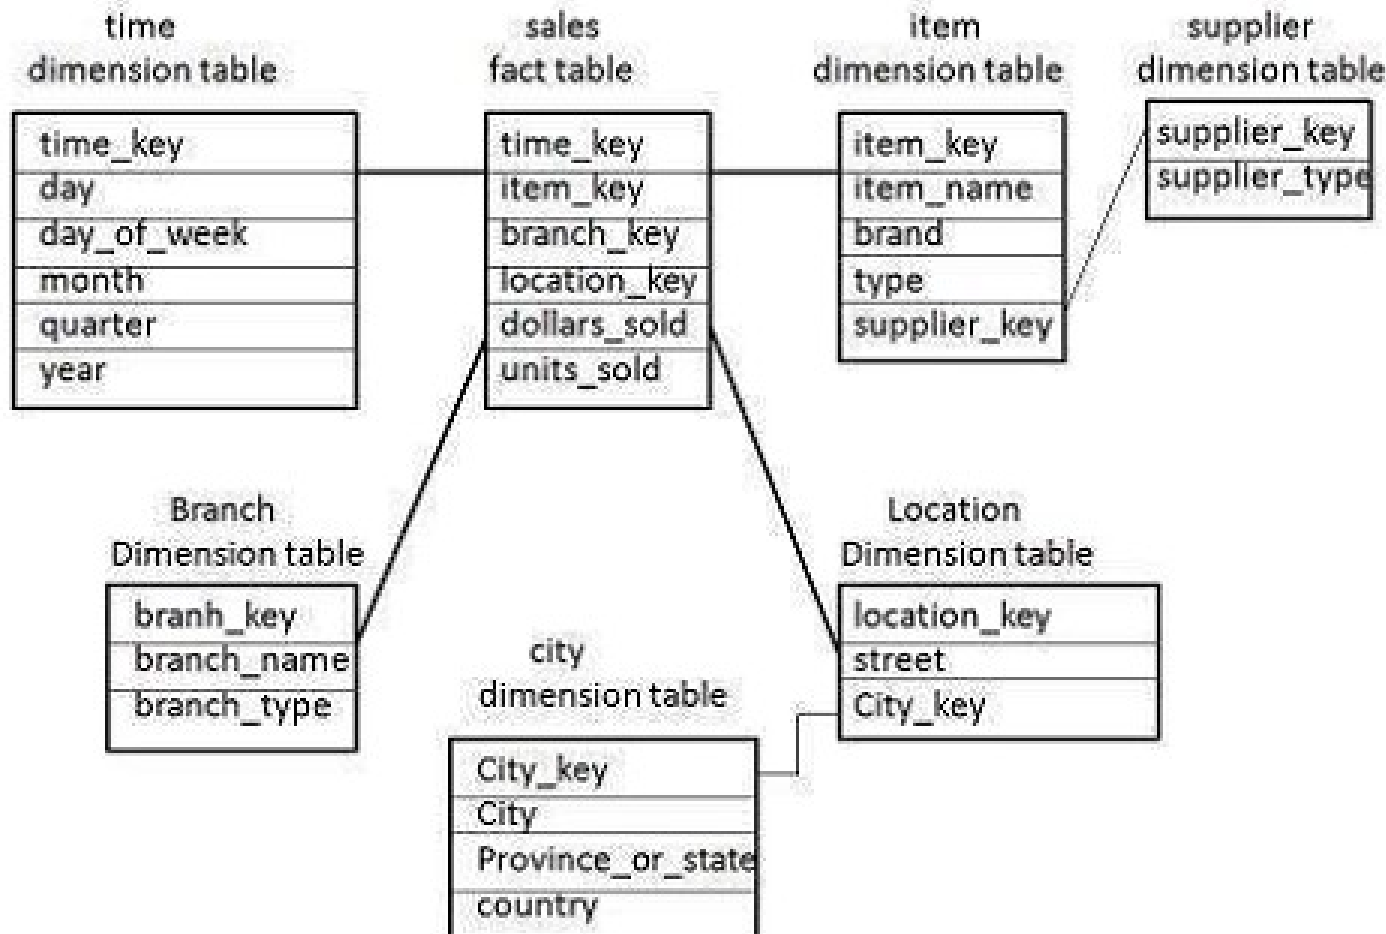 time
dimension table
time_key
day
day_of_week
month
quarter
year
sales
fact table
time_key
item_key
branch_key
location_key
dollars_sold
units_sold
item
dimension table
item_key
item_name
brand
type
supplier_key
supplier
dimension table
supplier_key
supplier_type
Branch
Dimension table
branh_key
branch_name
branch_type
city
dimension table
City_key
City
Province_or_state
country
Location
Dimension table
location_key
street
City_key